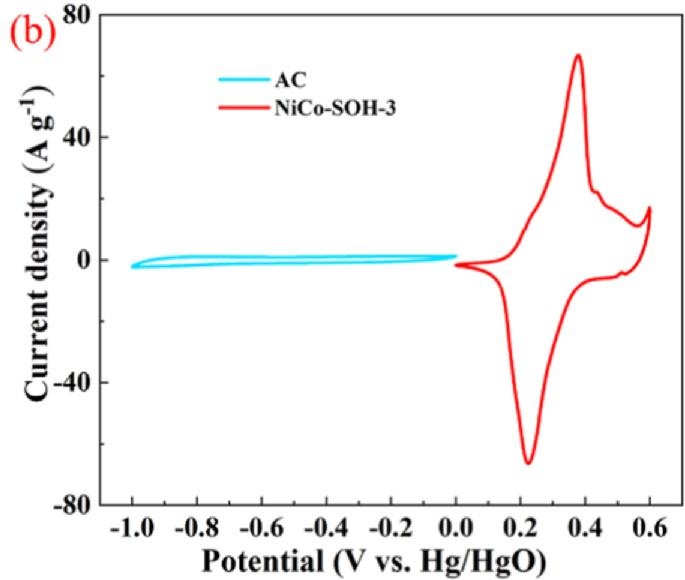 (b)
80
40
0
-40
-80
Current density (A g⁻¹)
AC
NiCo-SOH-3
-1.0 -0.8 -0.6 -0.4 -0.2 0.0 0.2 0.4 0.6
Potential (V vs. Hg/HgO)